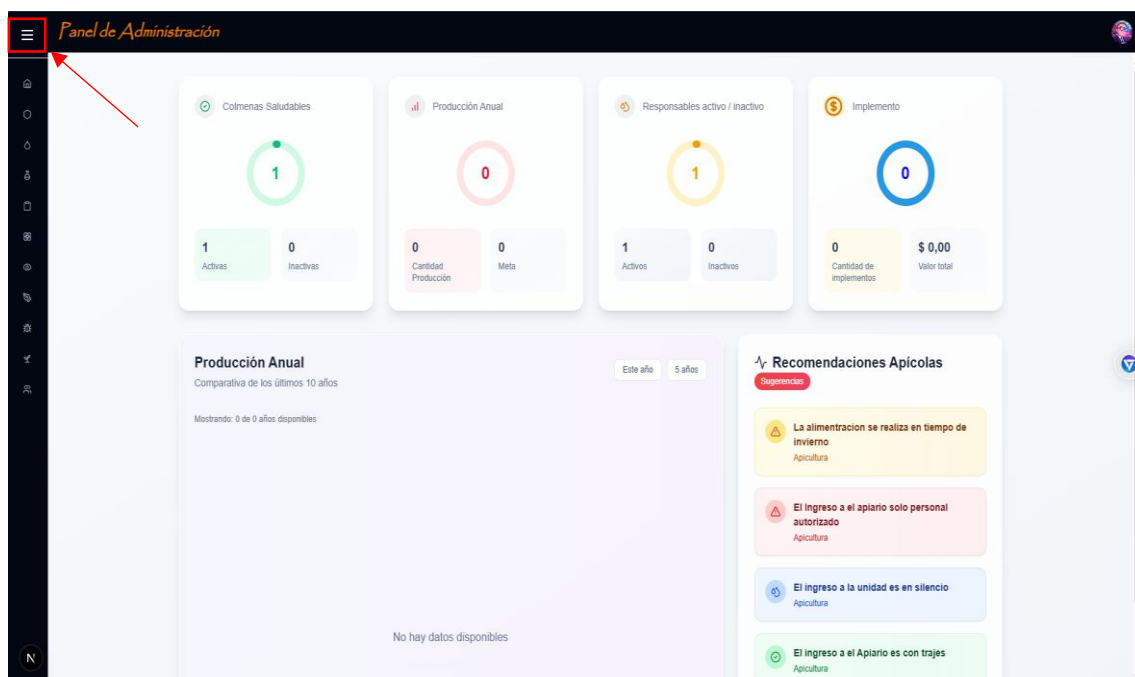 Panel de Administración
Colmenas Saludables
1
1
Activas
0
Inactivas
Producción Anual
0
0
Cantidad
Producción
0
Meta
Responsables activo / inactivo
1
1
Activos
0
Inactivos
Implemento
0
0
Cantidad de
implementos
$ 0,00
Valor total
Producción Anual
Comparativa de los últimos 10 años
Este año
5 años
Mostrando: 0 de 0 años disponibles
No hay datos disponibles
Recomendaciones Apícolas
Sugerencias
La alimentracion se realiza en tiempo de
invierno
Apicultura
El Ingreso a el apiario solo personal
autorizado
Apicultura
El ingreso a la unidad es en silencio
Apicultura
El ingreso a el Apiario es con trajes
Apicultura
N